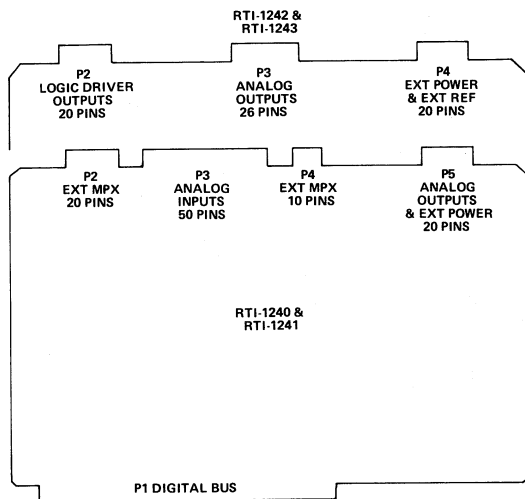 RTI-1242 &
RTI-1243
P2
LOGIC DRIVER
OUTPUTS
20 PINS
P3
ANALOG
OUTPUTS
26 PINS
P4
EXT POWER
& EXT REF
20 PINS
P2
EXT MPX
20 PINS
P3
ANALOG
INPUTS
50 PINS
P4
EXT MPX
10 PINS
P5
ANALOG
OUTPUTS
& EXT POWER
20 PINS
RTI-1240 &
RTI-1241
P1 DIGITAL BUS